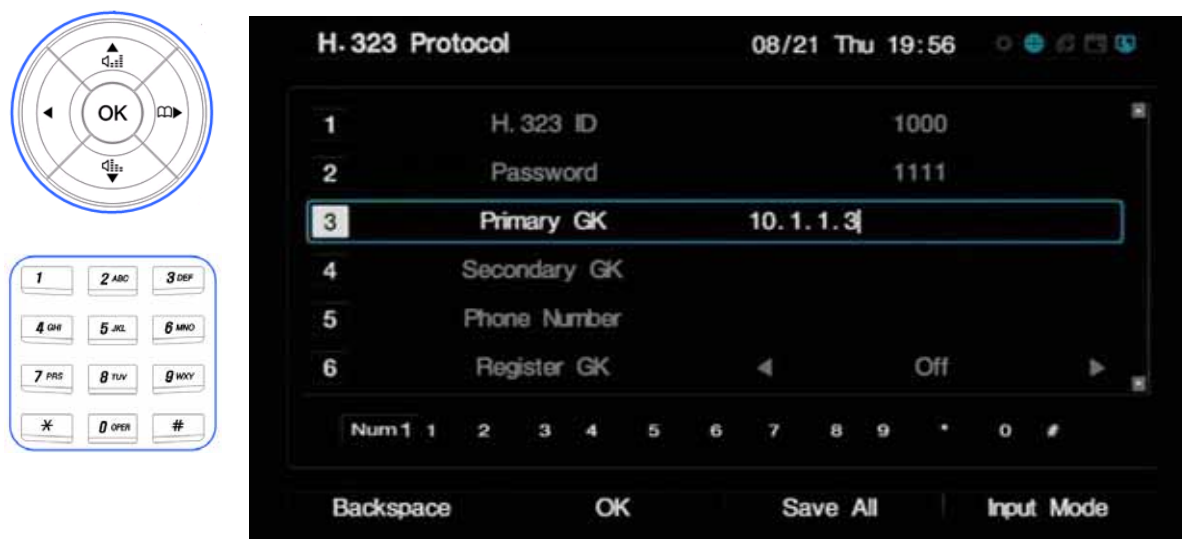 OK
1
2 ABC
3 DEF
4 GHI
5 JKL
6 MNO
7 PRS
8 TUV
9 WXY
*
0 OPER
#
H.323 Protocol 08/21 Thu 19:56
1 H.323 ID 1000
2 Password 1111
3 Primary GK 10.1.1.3
4 Secondary GK
5 Phone Number
6 Register GK Off
Num1 1 2 3 4 5 6 7 8 9 * 0 #
Backspace OK Save All Input Mode